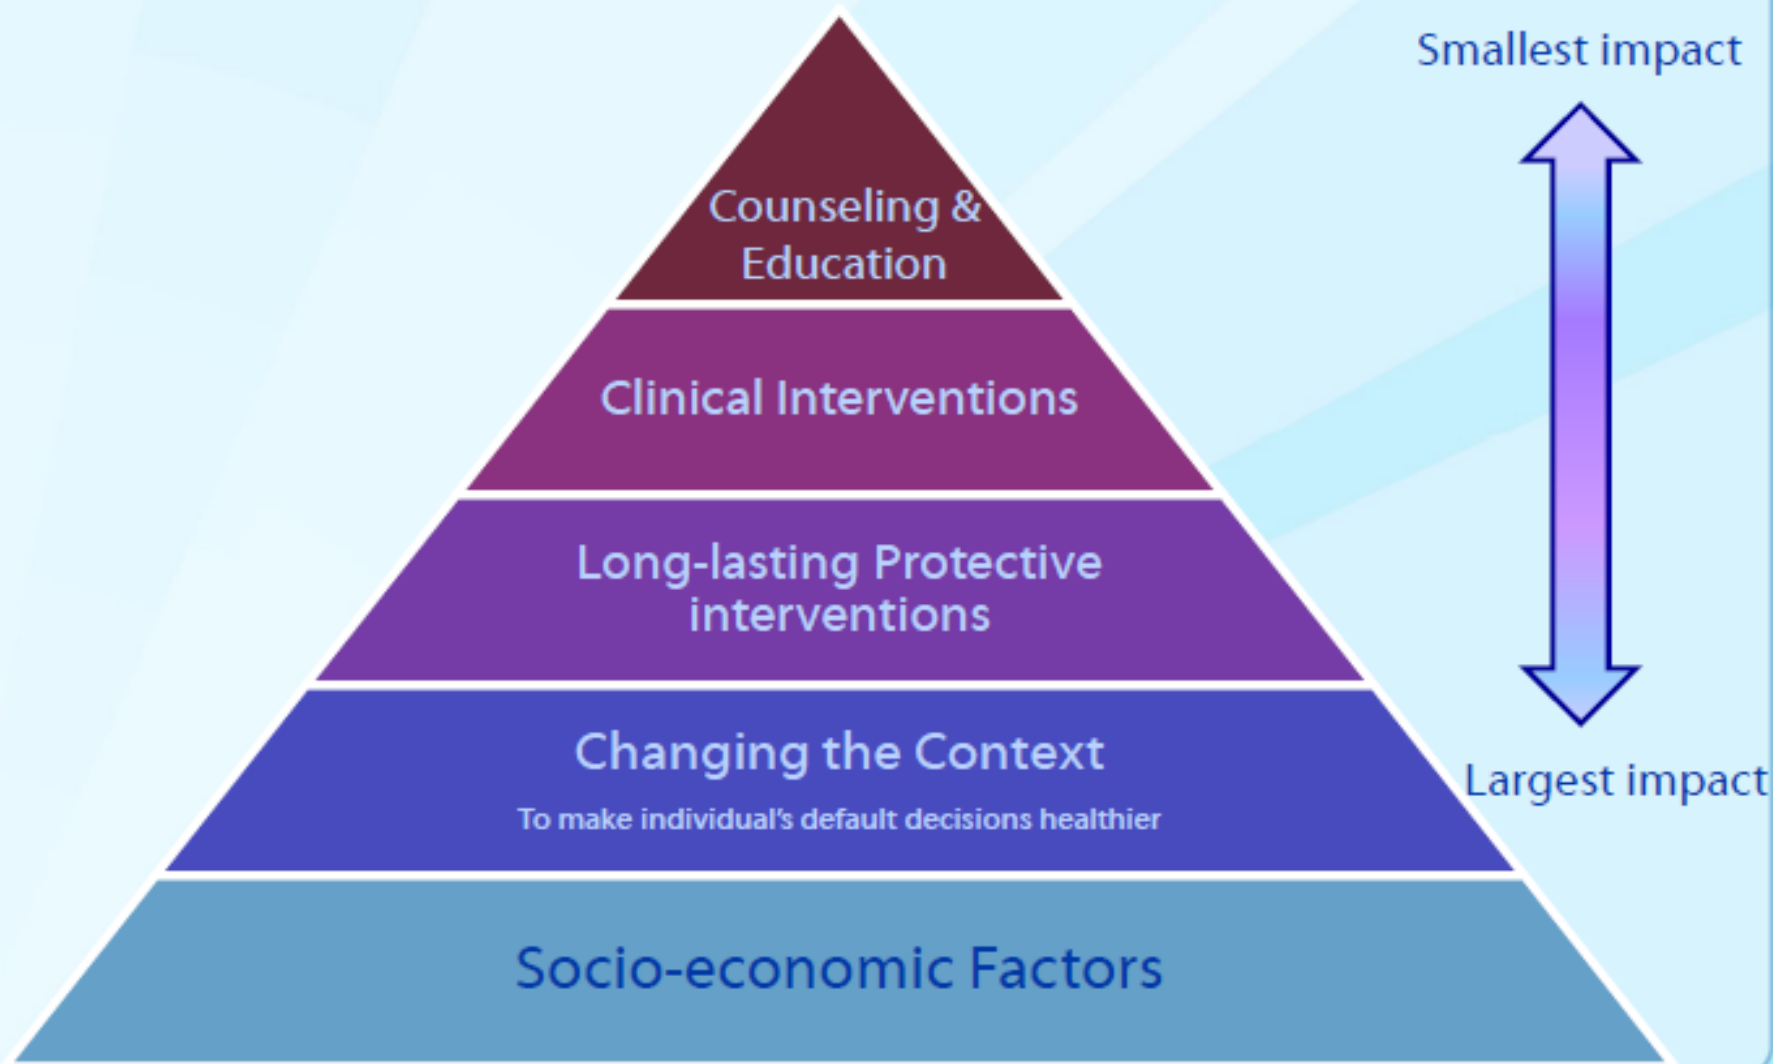 Smallest impact
Counseling &
Education
Clinical Interventions
Long-lasting Protective
interventions
Changing the Context
To make individual's default decisions healthier
Largest impact
Socio-economic Factors